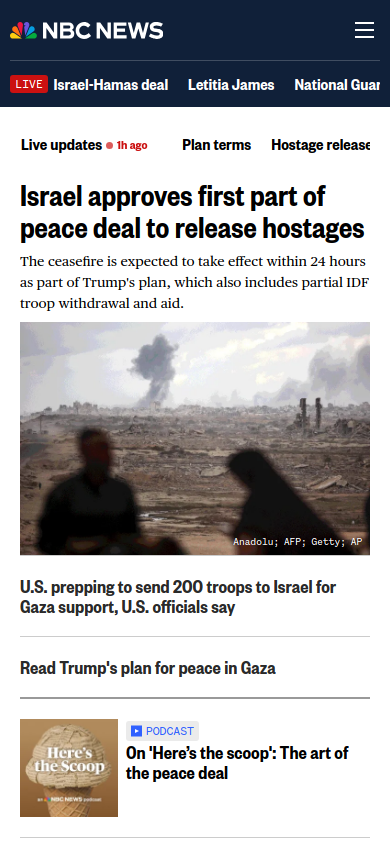 NBC NEWS
LIVE Israel-Hamas deal Letitia James National Guar
Live updates 1h ago Plan terms Hostage release
Israel approves first part of
peace deal to release hostages
The ceasefire is expected to take effect within 24 hours
as part of Trump's plan, which also includes partial IDF
troop withdrawal and aid.
Anadolu; AFP; Getty; AP
U.S. prepping to send 200 troops to Israel for
Gaza support, U.S. officials say
Read Trump's plan for peace in Gaza
Here's
the Scoop
an NBC NEWS podcast
PODCAST
On 'Here's the scoop': The art of
the peace deal